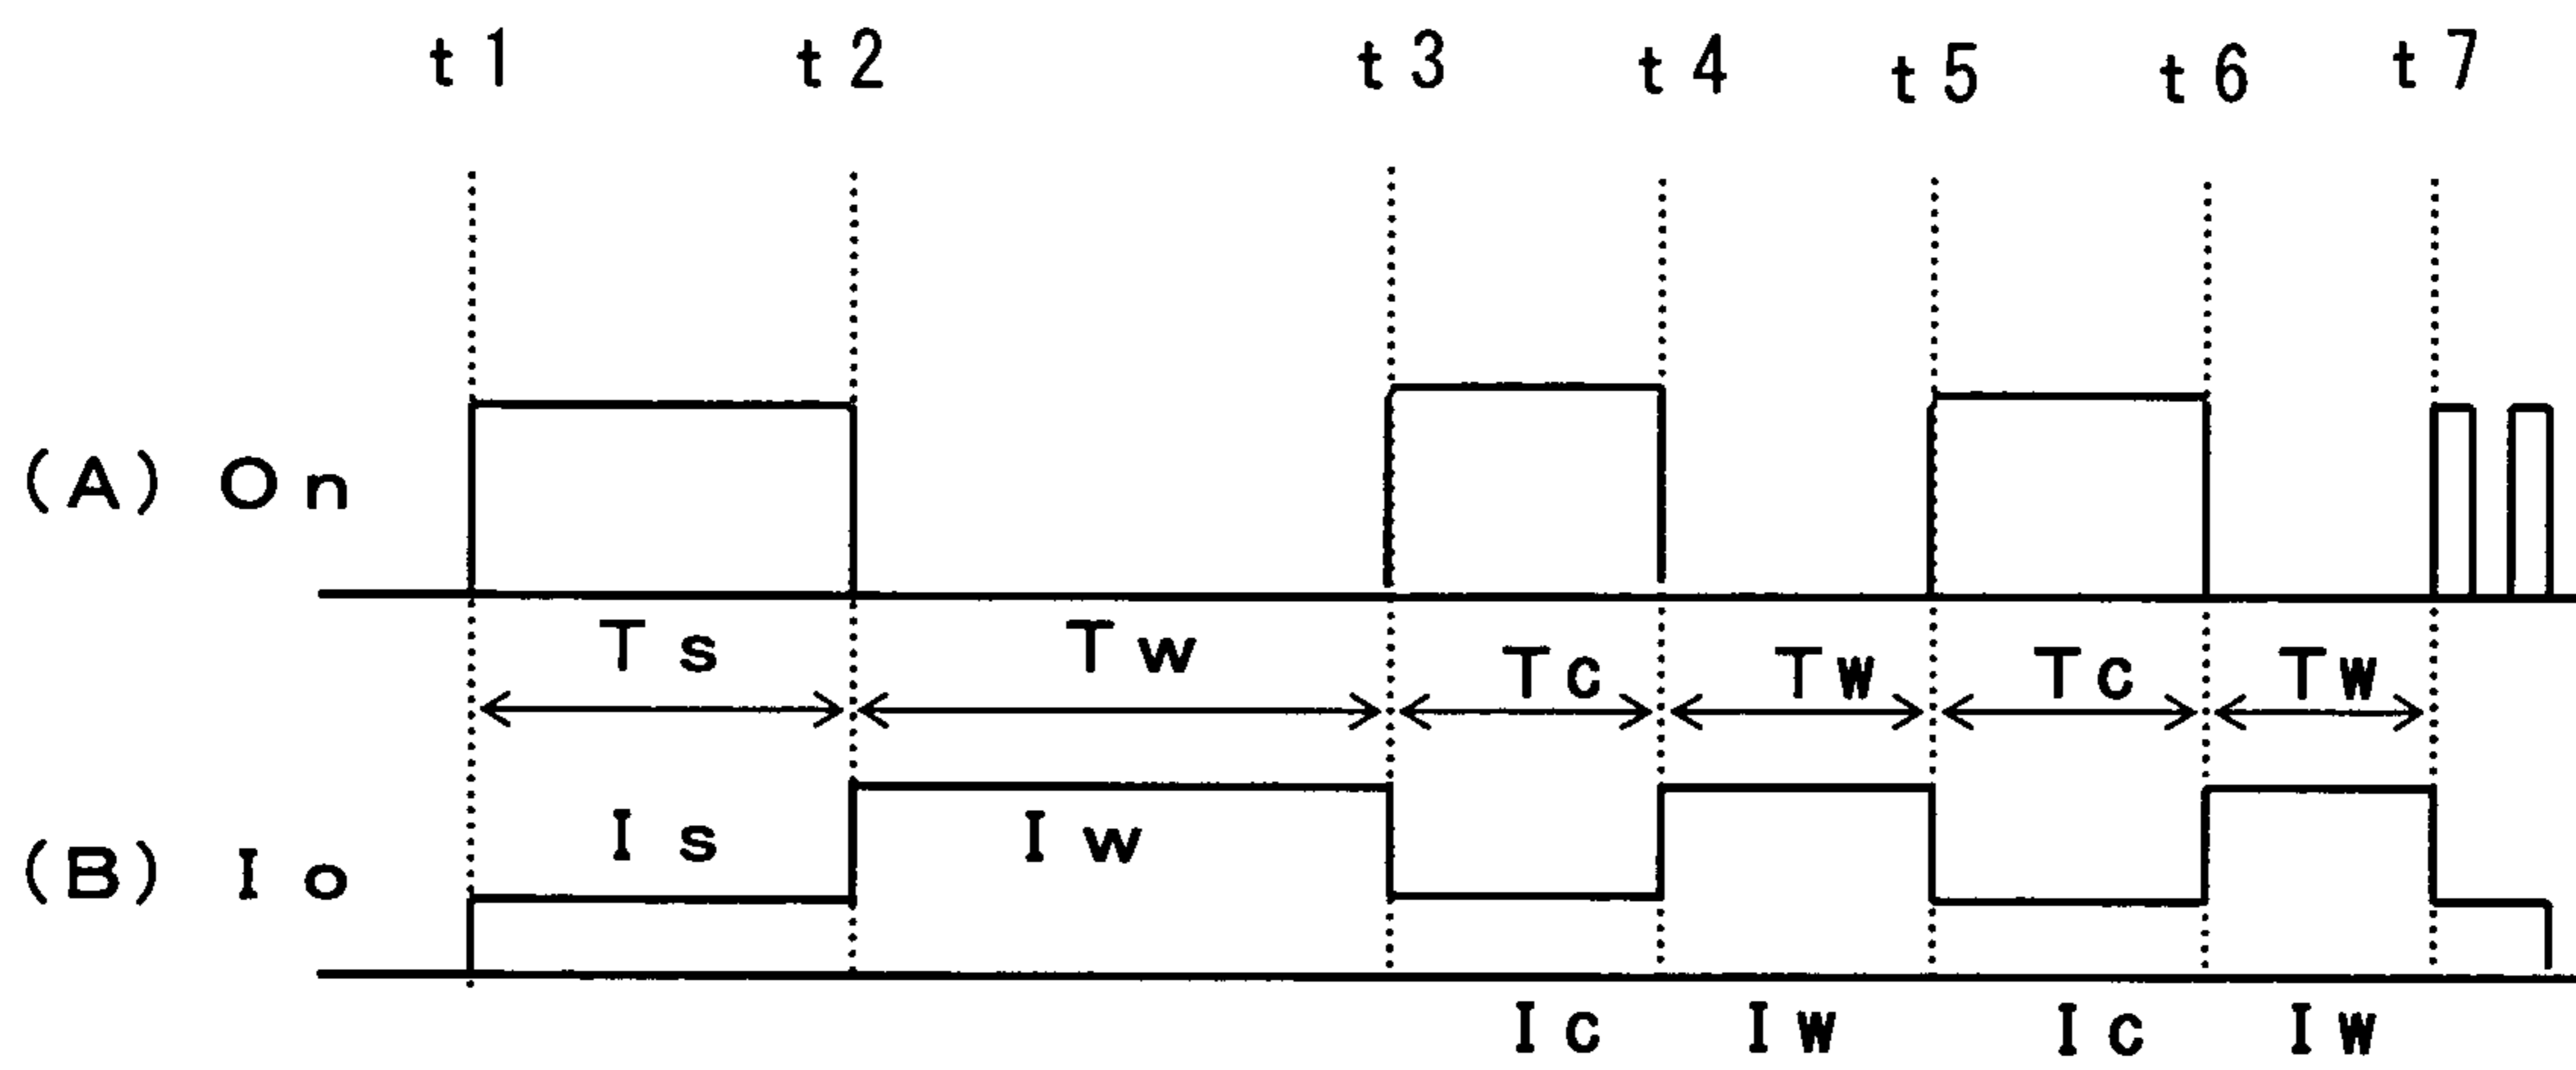 t1 t2 t3 t4 t5 t6 t7
(A) On
Ts Tw Tc Tw Tc Tw
Is Iw
(B) Io
Ic Iw Ic Iw